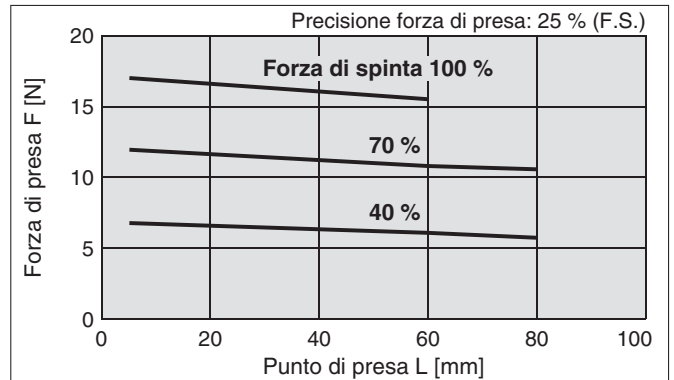 Precisione forza di presa: 25 % (F.S.)
Forza di presa F [N]
20
15
10
5
0
Forza di spinta 100 %
70 %
40 %
0 20 40 60 80 100
Punto di presa L [mm]